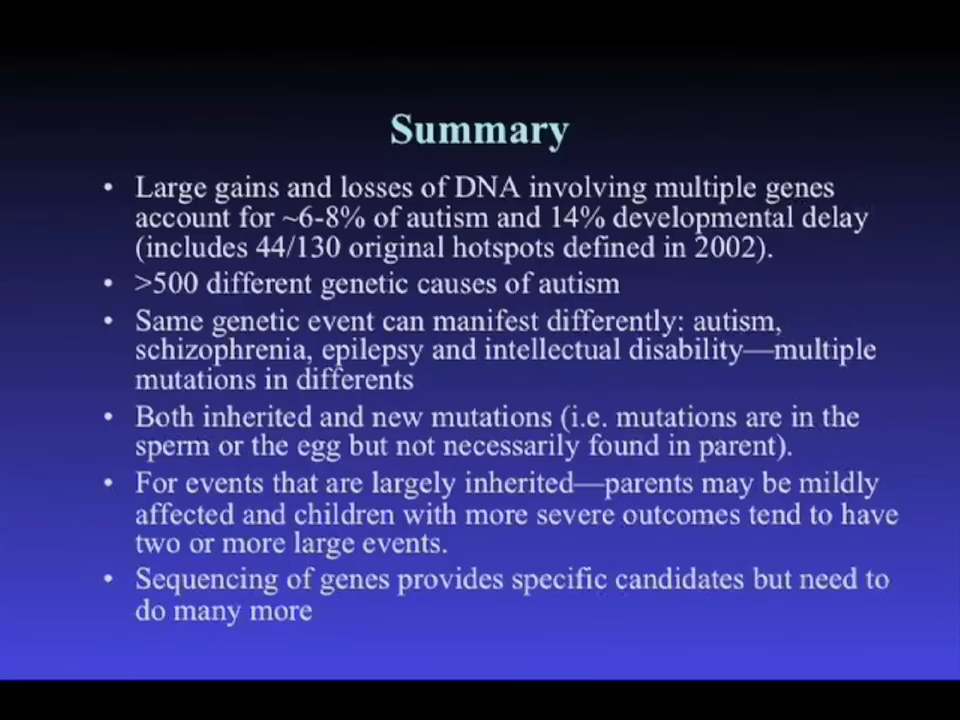 Summary
• Large gains and losses of DNA involving multiple genes
account for ~6-8% of autism and 14% developmental delay
(includes 44/130 original hotspots defined in 2002).
• >500 different genetic causes of autism
• Same genetic event can manifest differently: autism,
schizophrenia, epilepsy and intellectual disability—multiple
mutations in differents
• Both inherited and new mutations (i.e. mutations are in the
sperm or the egg but not necessarily found in parent).
• For events that are largely inherited—parents may be mildly
affected and children with more severe outcomes tend to have
two or more large events.
• Sequencing of genes provides specific candidates but need to
do many more